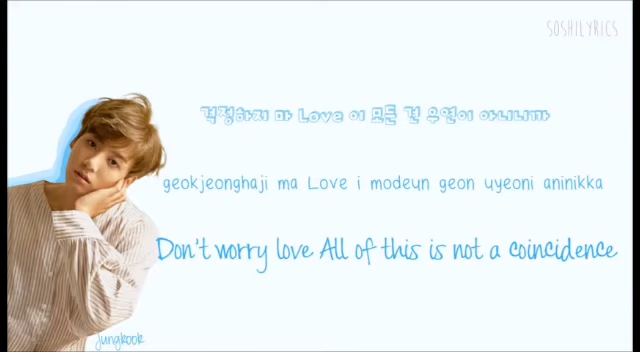 SOSHILYRICS
걱정하지 마 Love 이 모든 건 우연이 아니니까
geokjeonghaji ma Love i modeun geon uyeoni aninikka
Don't worry love All of this is not a coincidence
Jungkook